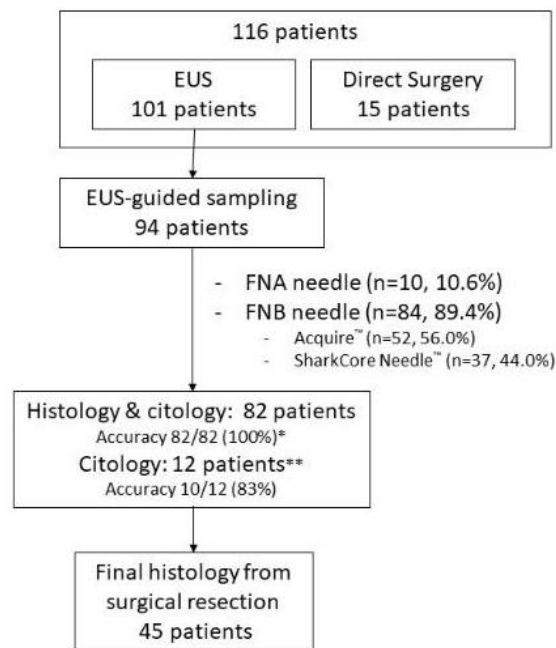 116 patients
EUS
101 patients
Direct Surgery
15 patients
EUS-guided sampling
94 patients
- FNA needle (n=10, 10.6%)
- FNB needle (n=84, 89.4%)
- Acquire™ (n=52, 56.0%)
- SharkCore Needle™ (n=37, 44.0%)
Histology & citology: 82 patients
Accuracy 82/82 (100%)*
Citology: 12 patients**
Accuracy 10/12 (83%)
Final histology from
surgical resection
45 patients